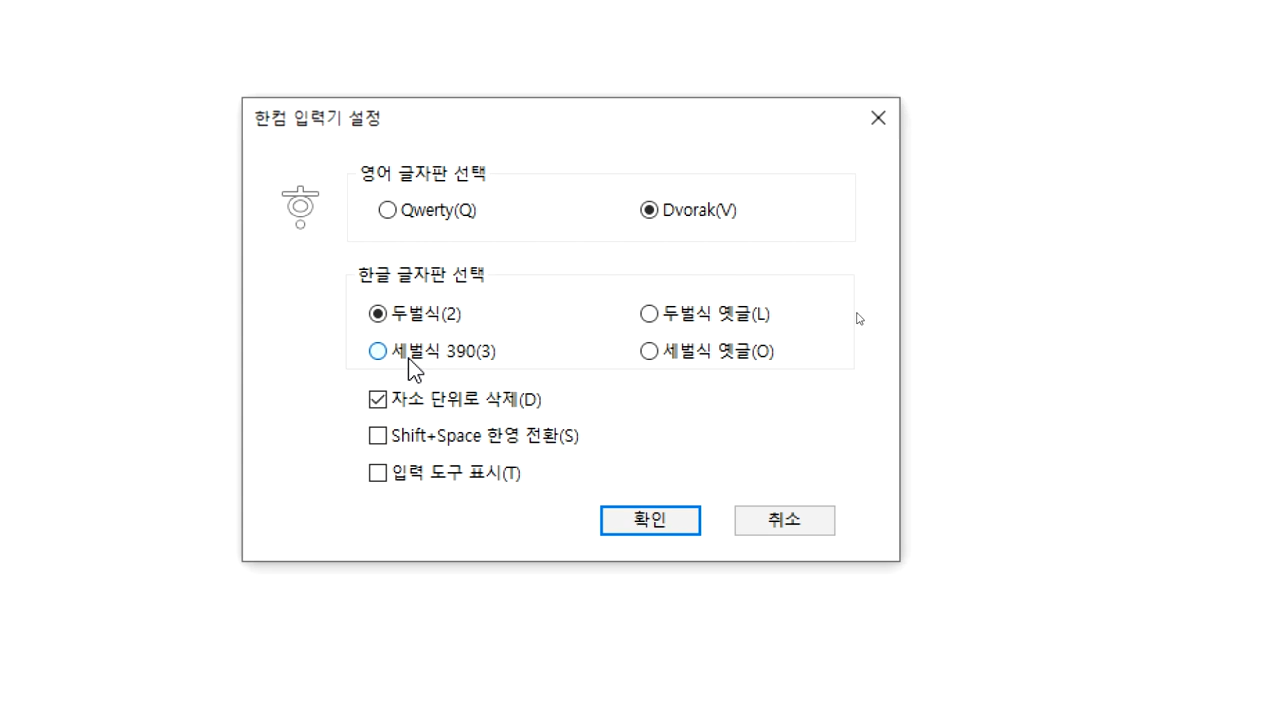 한컴 입력기 설정
영어 글자판 선택
Qwerty(Q) Dvorak(V)
한글 글자판 선택
두벌식(2) 두벌식 옛글(L)
세벌식 390(3) 세벌식 옛글(O)
자소 단위로 삭제(D)
Shift+Space 한영 전환(S)
입력 도구 표시(T)
확인 취소